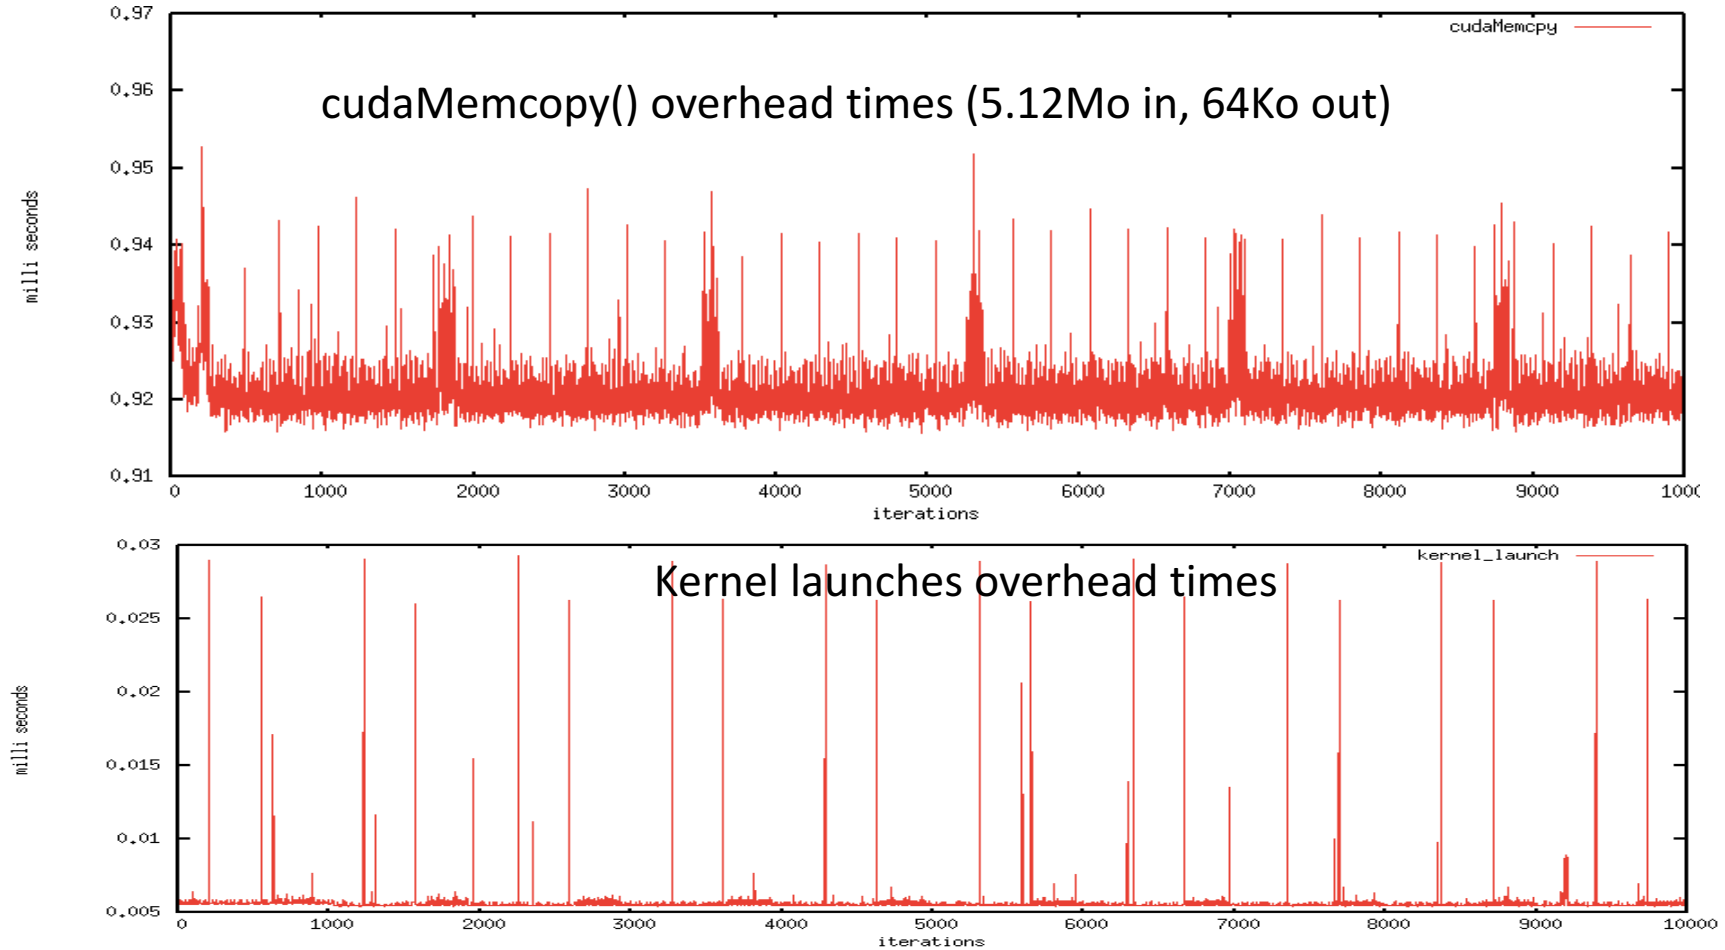 0.97
cudaMemcpy
0.96
cudaMemcopy() overhead times (5.12Mo in, 64Ko out)
0.95
milli seconds
0.94
0.93
0.92
0.91
0 1000 2000 3000 4000 5000 6000 7000 8000 9000 1000
iterations
0.03
kernel_launch
Kernel launches overhead times
0.025
0.02
milli seconds
0.015
0.01
0.005
0 1000 2000 3000 4000 5000 6000 7000 8000 9000 10000
iterations